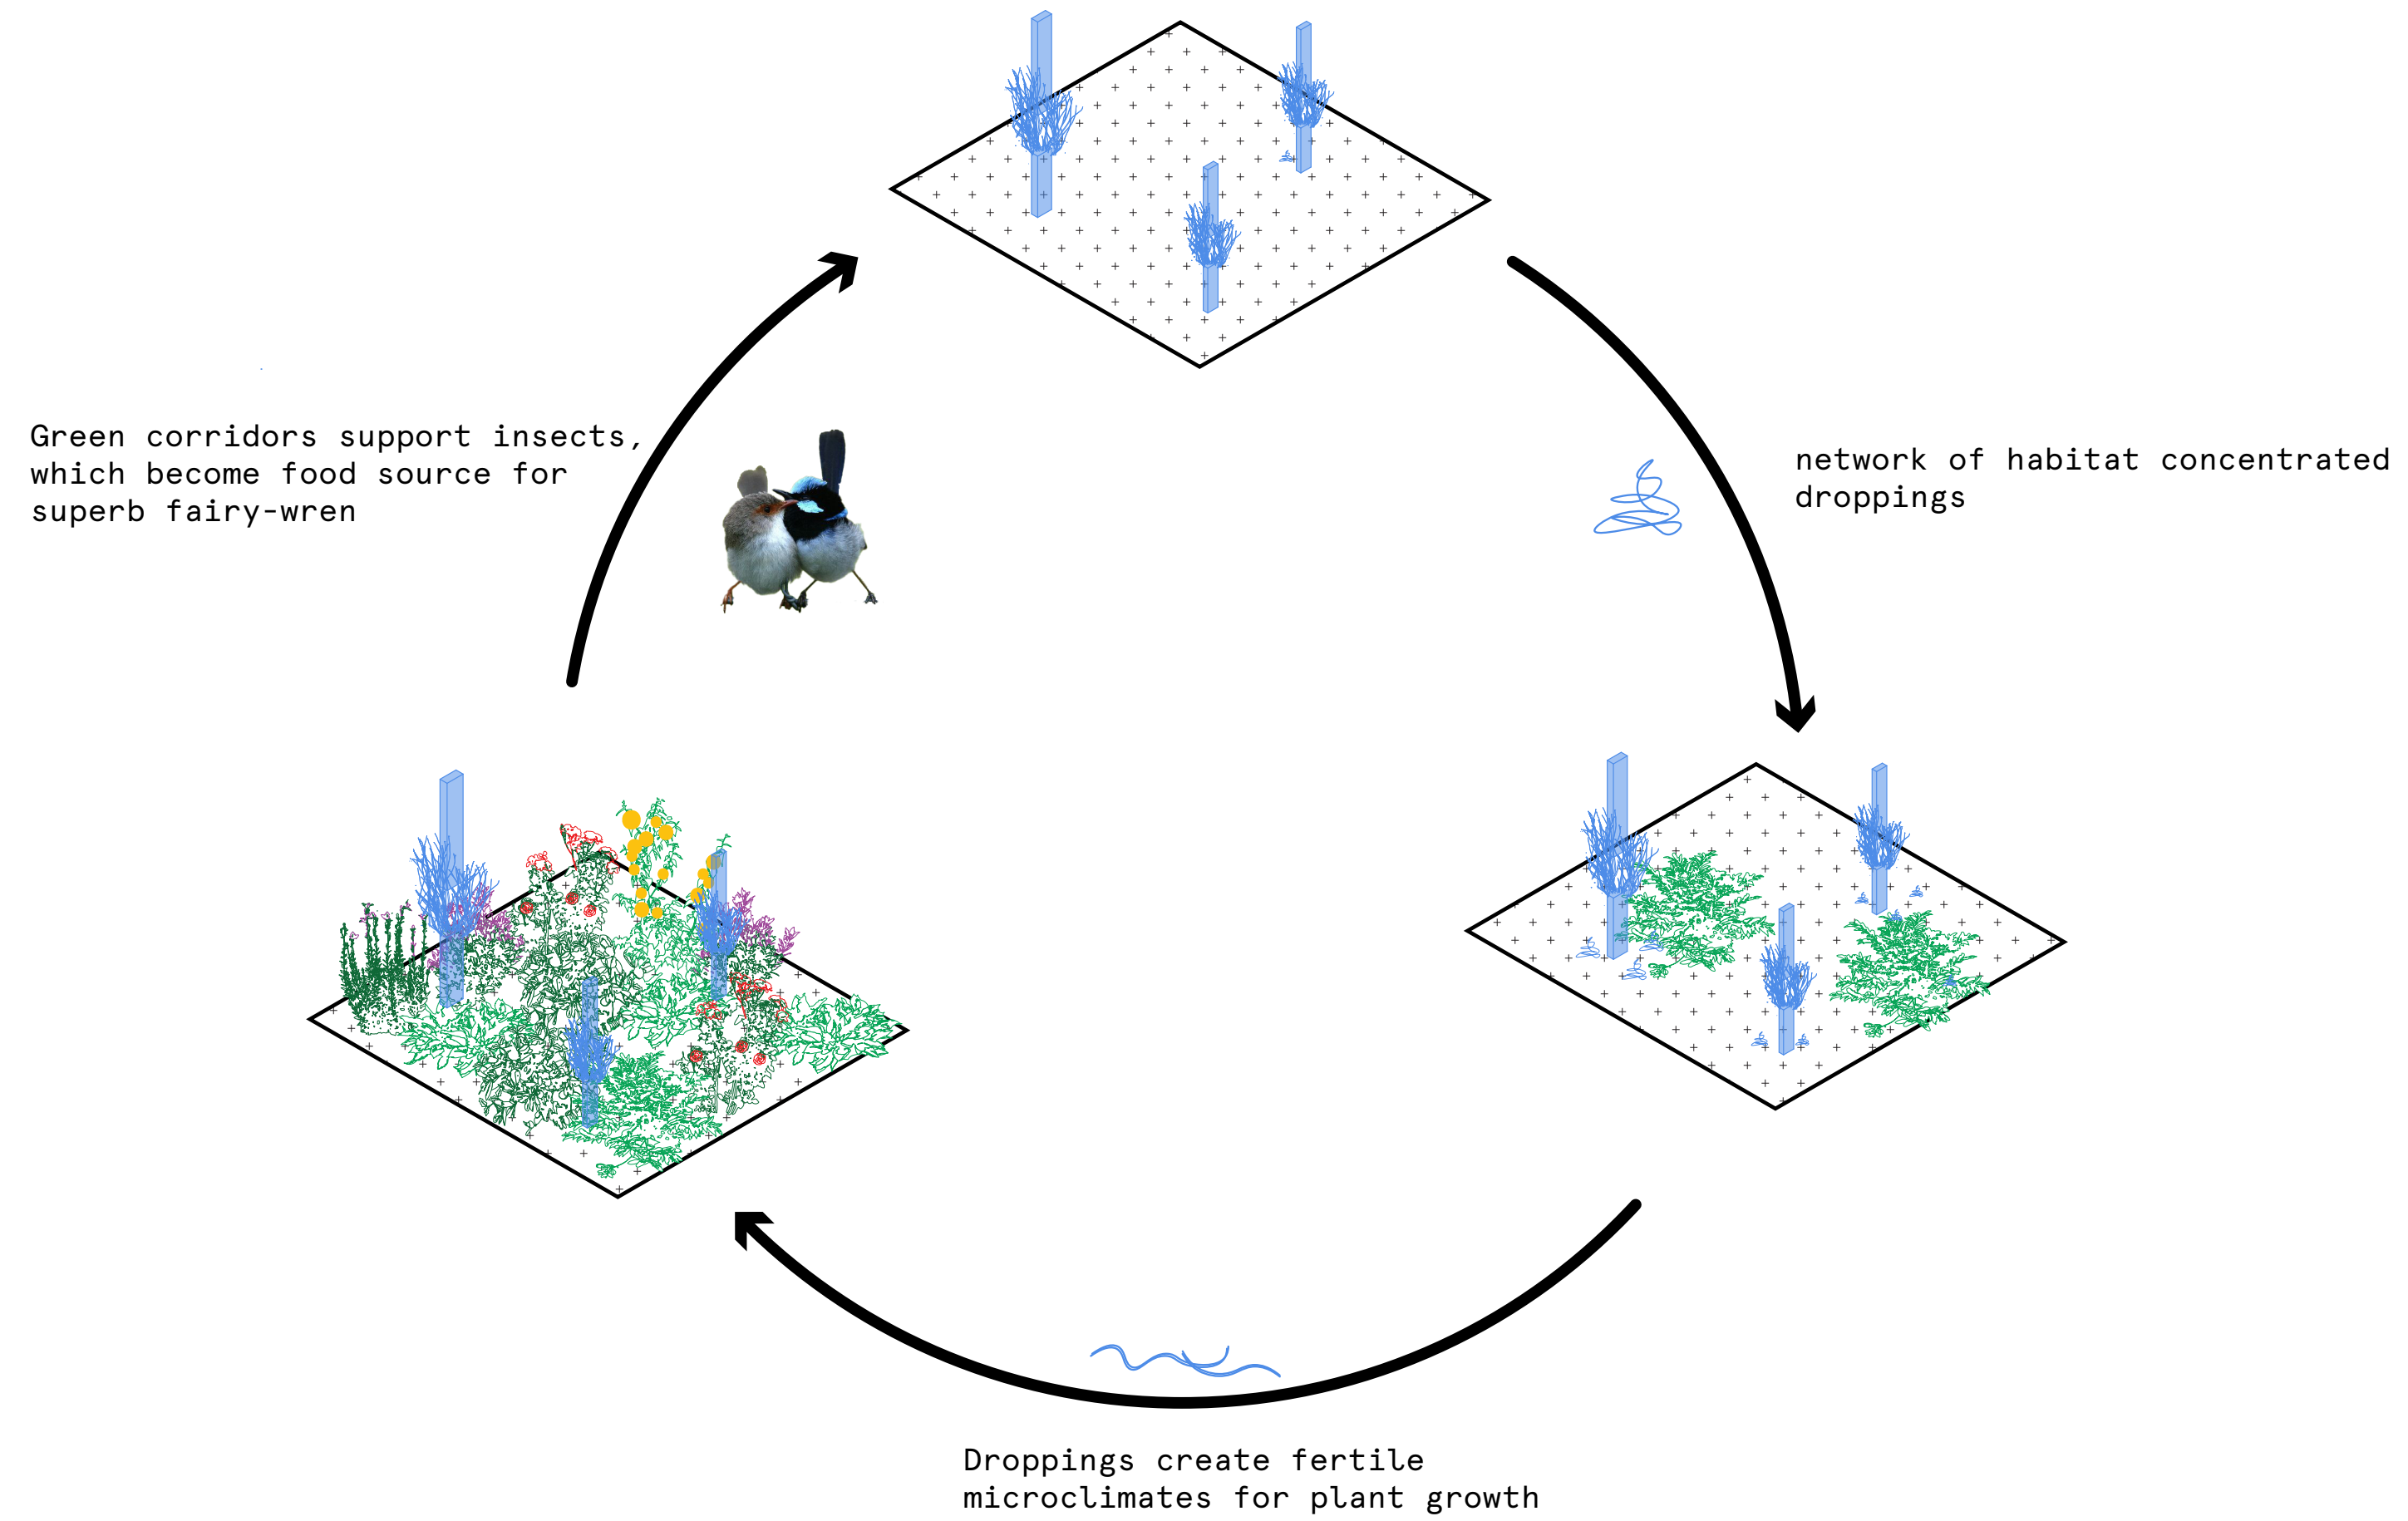 Green corridors support insects,
which become food source for
superb fairy-wren
network of habitat concentrated
droppings
Droppings create fertile
microclimates for plant growth